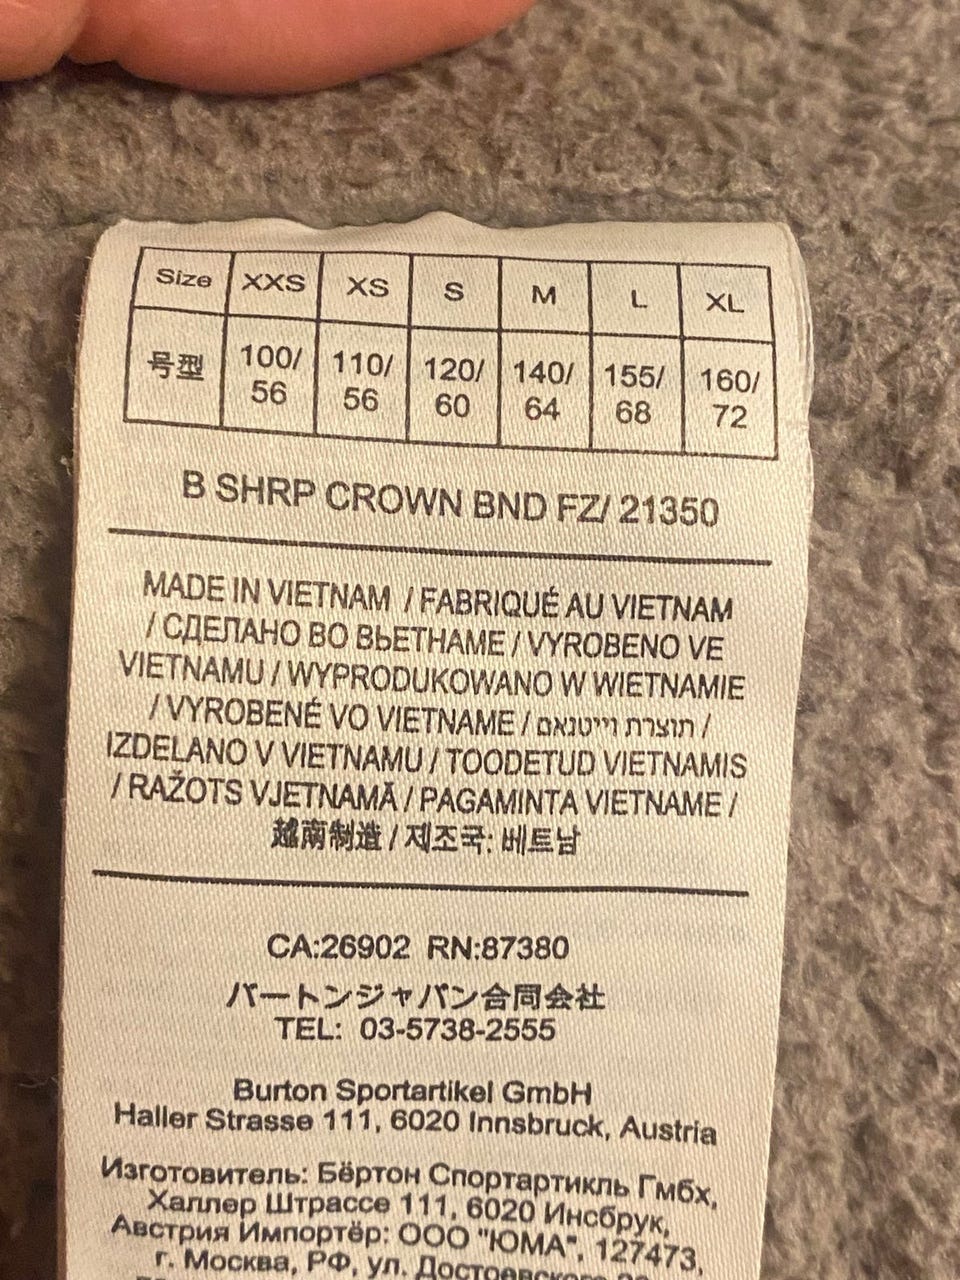 Size XXS XS S M L XL
号型 100/56 110/56 120/60 140/64 155/68 160/72
B SHRP CROWN BND FZ/ 21350
MADE IN VIETNAM / FABRIQUÉ AU VIETNAM
/ СДЕЛАНО ВО ВЬЕТНАМЕ / VYROBENO VE
VIETNAMU / WYPRODUKOWANO W WIETNAMIE
/ VYROBENÉ VO VIETNAME / תוצרת וייטנאם /
IZDELANO V VIETNAMU / TOODETUD VIETNAMIS
/ RAŽOTS VJETNAMĀ / PAGAMINTA VIETNAME /
越南制造 / 제조국: 베트남
CA:26902 RN:87380
バートンジャパン合同会社
TEL: 03-5738-2555
Burton Sportartikel GmbH
Haller Strasse 111, 6020 Innsbruck, Austria
Изготовитель: Бёртон Спортартикль Гмбх,
Халлер Штрассе 111, 6020 Инсбрук,
Австрия Импортёр: ООО "ЮМА", 127473,
г. Москва, РФ, ул.